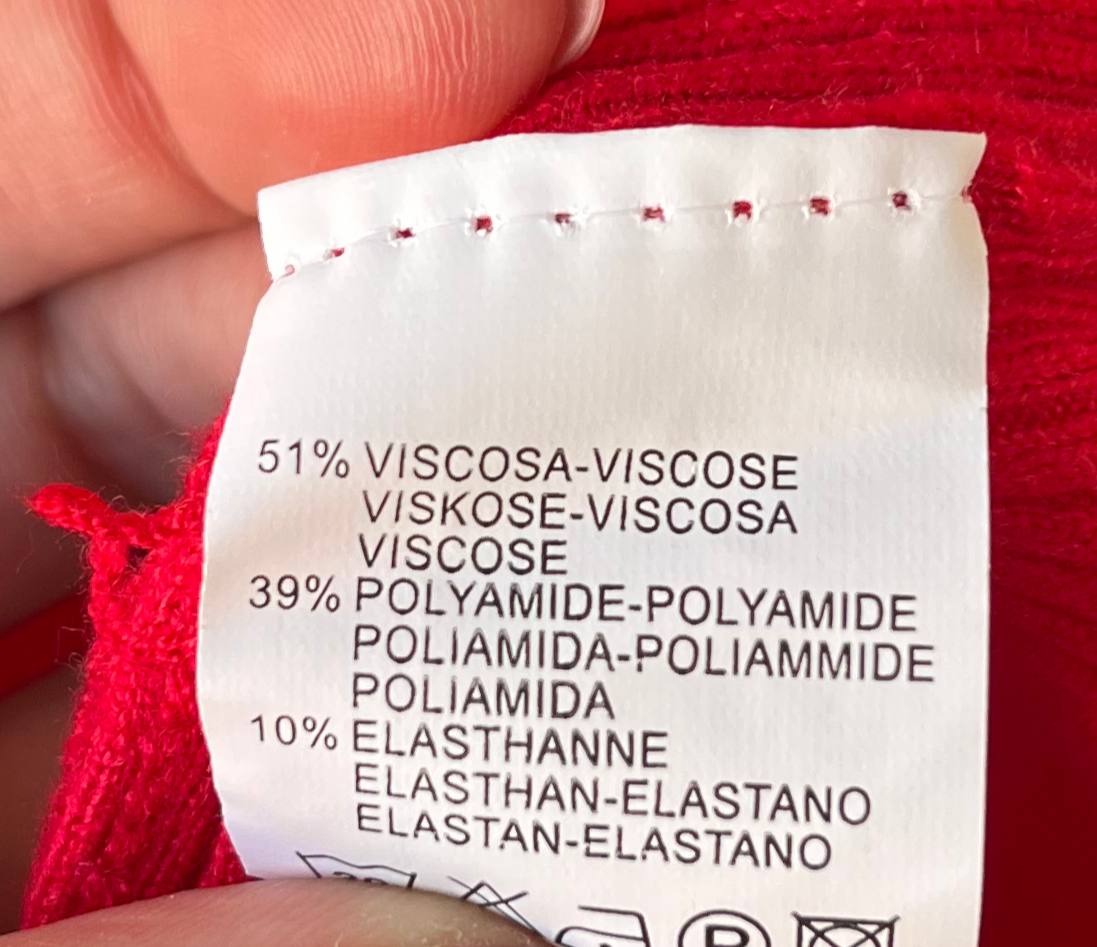 51% VISCOSA-VISCOSE
VISKOSE-VISCOSA
VISCOSE
39% POLYAMIDE-POLYAMIDE
POLIAMIDA-POLIAMMIDE
POLIAMIDA
10% ELASTHANNE
ELASTHAN-ELASTANO
ELASTAN-ELASTANO
P